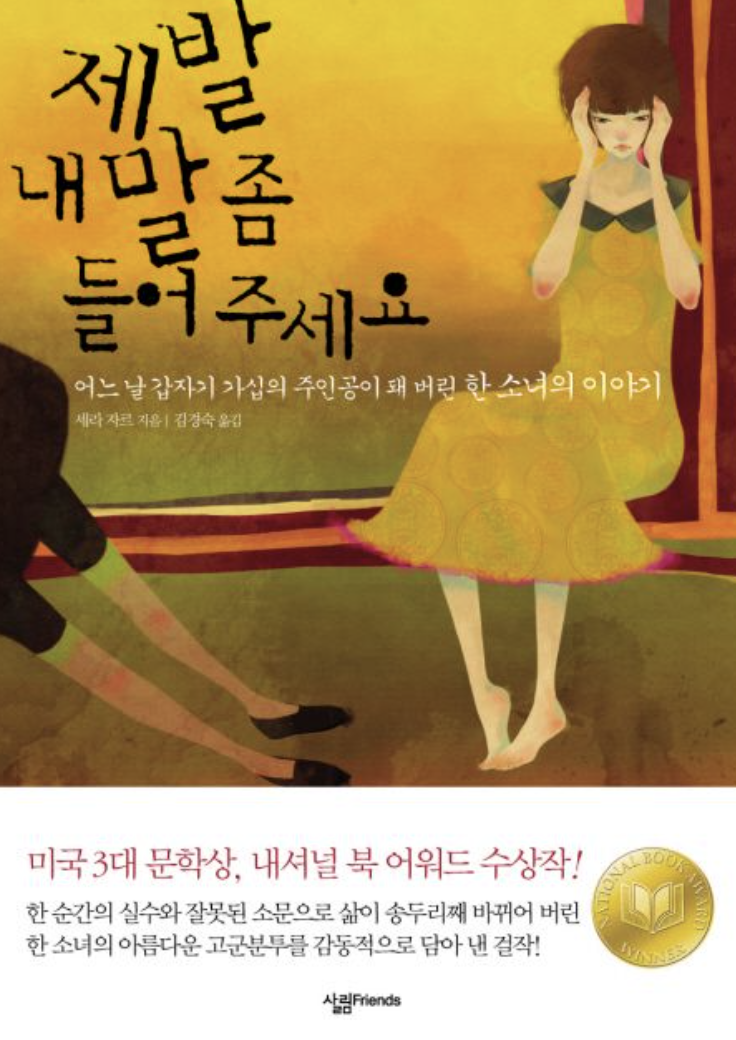 제발
내 말 좀
들어 주세요
어느 날 갑자기 가십의 주인공이 돼 버린 한 소녀의 이야기
세라 자르 지음 | 김경숙 옮김
미국 3대 문학상, 내셔널 북 어워드 수상작!
한 순간의 실수와 잘못된 소문으로 삶이 송두리째 바뀌어 버린
한 소녀의 아름다운 고군분투를 감동적으로 담아 낸 걸작!
NATIONAL BOOK AWARD
WINNER
살림Friends